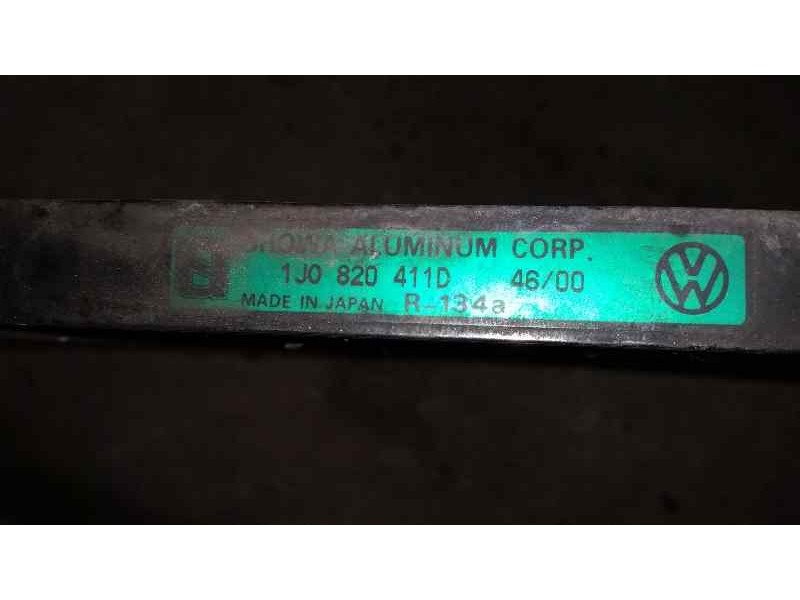 SHOWA ALUMINUM CORP.
1J0 820 411D 46/00
MADE IN JAPAN R-134a